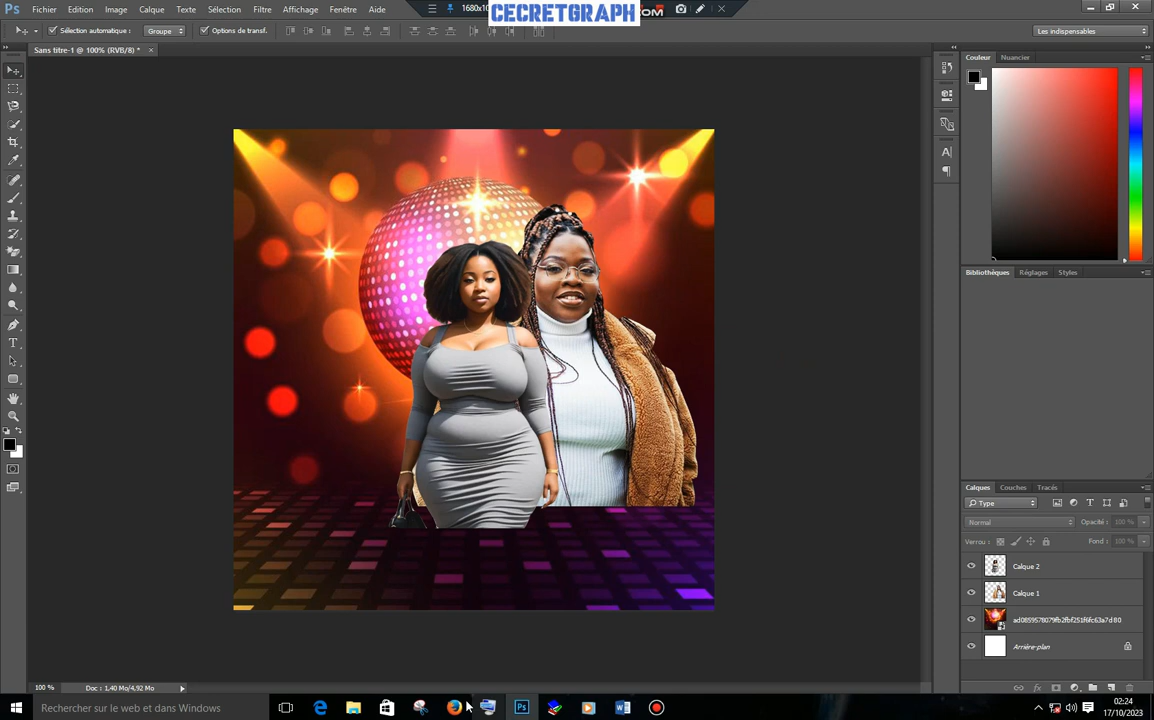 Ps Fichier Edition Image Calque Texte Sélection Filtre Affichage Fenêtre Aide
CECRETGRAPH
Sélection automatique : Groupe Options de transf. Les indispensables
Sans titre-1 @ 100% (RVB/8) *
Couleur Nuancier
Bibliothèques Réglages Styles
Calques Couches Tracés
Type
Normal Opacité : 100 %
Verrou : Fond : 100 %
Calque 2
Calque 1
Arrière-plan
100 % Doc : 1,40 Mo/4,92 Mo
Rechercher sur le web et dans Windows
02:24
17/10/2023